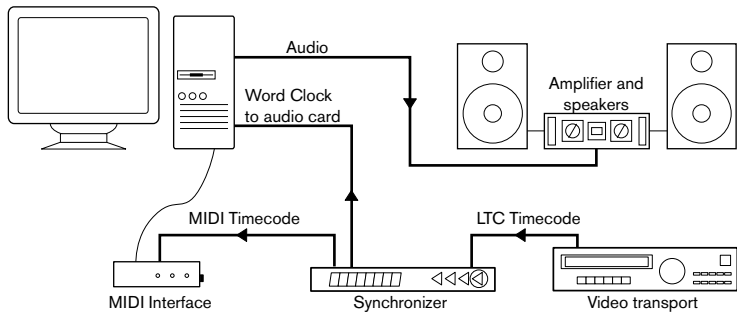 Audio
Amplifier and
speakers
Word Clock
to audio card
MIDI Timecode
LTC Timecode
MIDI Interface
Synchronizer
Video transport